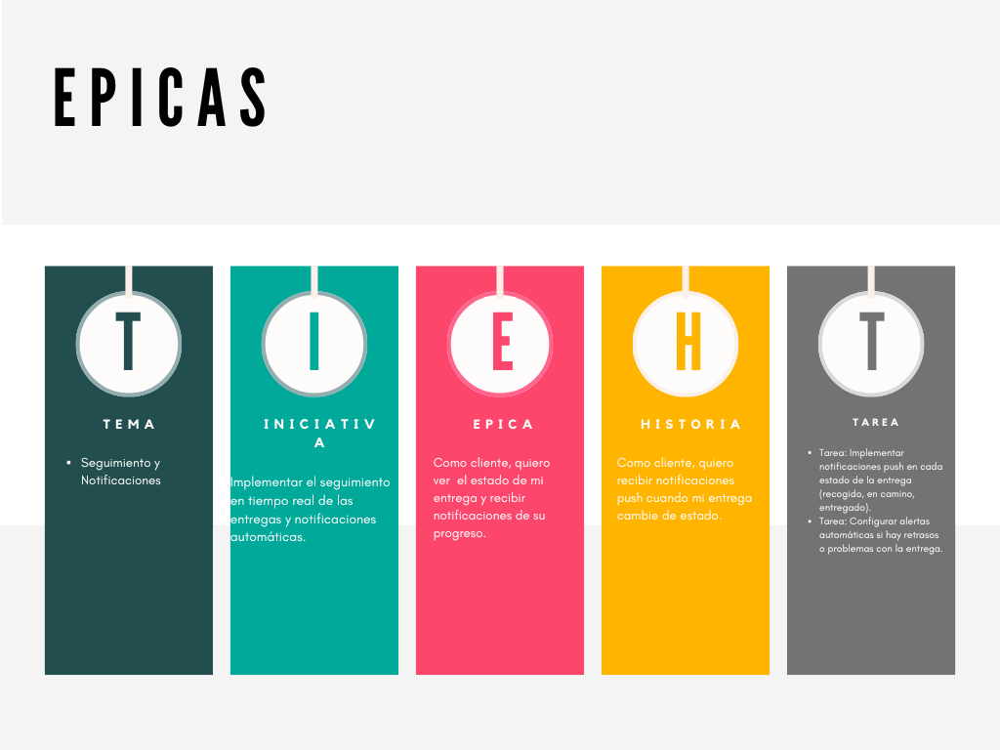 EPICAS
T
TEMA
• Seguimiento y
Notificaciones
I
INICIATIV
A
Implementar el seguimiento
en tiempo real de las
entregas y notificaciones
automáticas.
E
EPICA
Como cliente, quiero
ver el estado de mi
entrega y recibir
notificaciones de su
progreso.
H
HISTORIA
Como cliente, quiero
recibir notificaciones
push cuando mi entrega
cambie de estado.
T
TAREA
• Tarea: Implementar
notificaciones push en cada
estado de la entrega
(recogido, en camino,
entregado).
• Tarea: Configurar alertas
automáticas si hay retrasos
o problemas con la entrega.